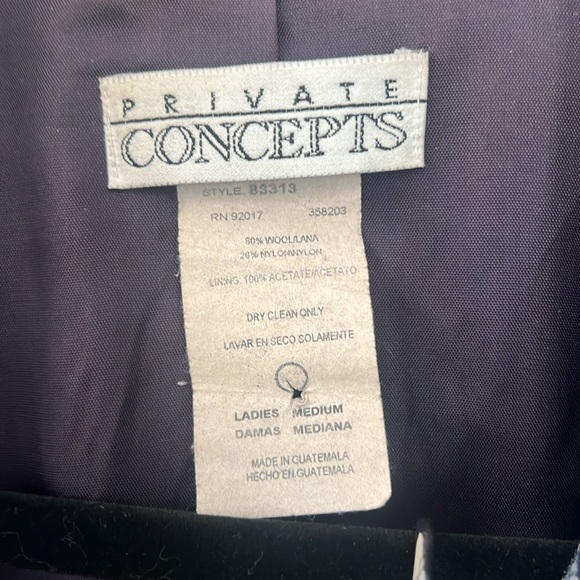 PRIVATE
CONCEPTS
STYLE. 83313
RN 92017 358203
80% WOOL/LANA
20% NYLON/NYLON
LINING: 100% ACETATE/ACETATO
DRY CLEAN ONLY
LAVAR EN SECO SOLAMENTE
LADIES MEDIUM
DAMAS MEDIANA
MADE IN GUATEMALA
HECHO EN GUATEMALA